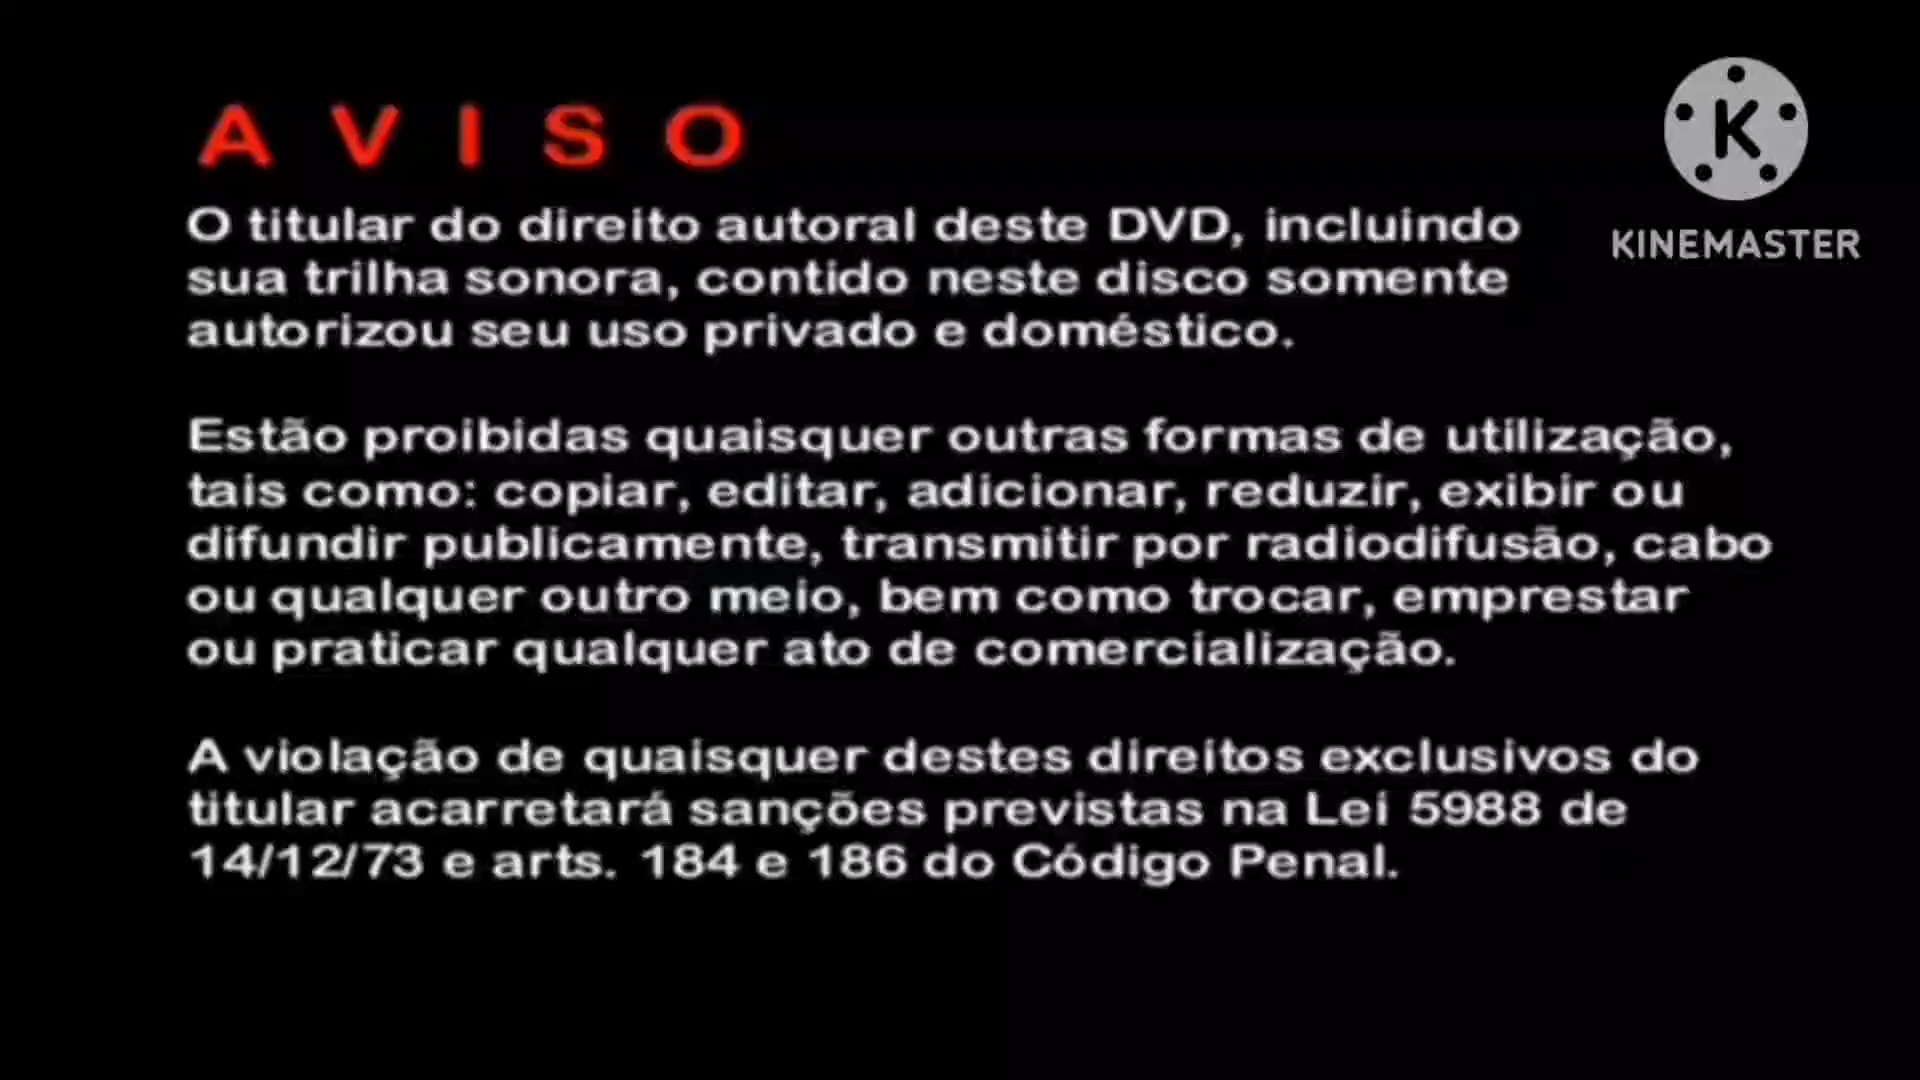 A V I S O
KINEMASTER
O titular do direito autoral deste DVD, incluindo
sua trilha sonora, contido neste disco somente
autorizou seu uso privado e doméstico.
Estão proibidas quaisquer outras formas de utilização,
tais como: copiar, editar, adicionar, reduzir, exibir ou
difundir publicamente, transmitir por radiodifusão, cabo
ou qualquer outro meio, bem como trocar, emprestar
ou praticar qualquer ato de comercialização.
A violação de quaisquer destes direitos exclusivos do
titular acarretará sanções previstas na Lei 5988 de
14/12/73 e arts. 184 e 186 do Código Penal.